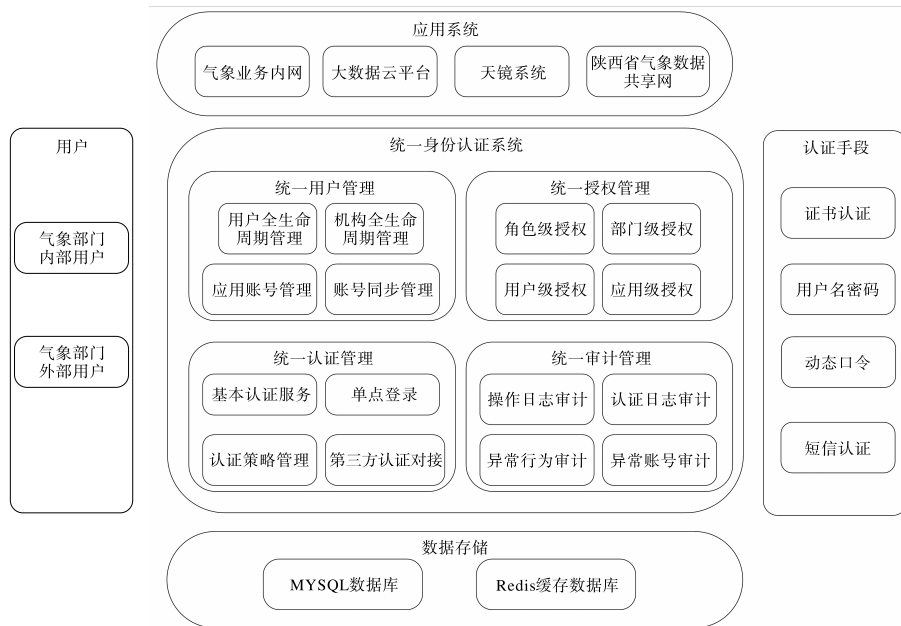 应用系统
气象业务内网
大数据云平台
天镜系统
陕西省气象数据
共享网
用户
气象部门
内部用户
气象部门
外部用户
统一身份认证系统
统一用户管理
用户全生命
周期管理
机构全生命
周期管理
应用账号管理
账号同步管理
统一授权管理
角色级授权
部门级授权
用户级授权
应用级授权
统一认证管理
基本认证服务
单点登录
认证策略管理
第三方认证对接
统一审计管理
操作日志审计
认证日志审计
异常行为审计
异常账号审计
认证手段
证书认证
用户名密码
动态口令
短信认证
数据存储
MYSQL数据库
Redis缓存数据库